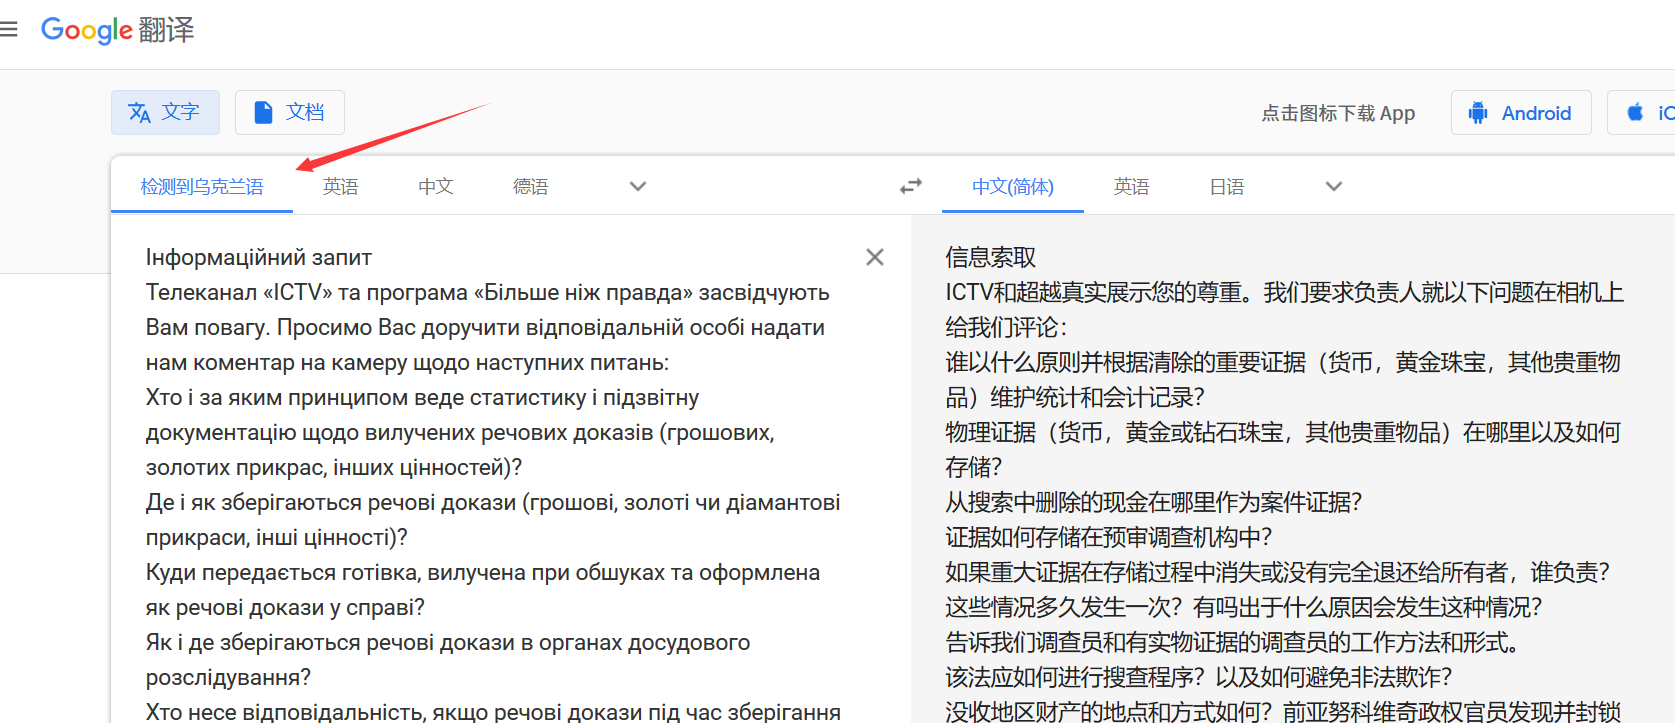 Google 翻译
文字
文档
点击图标下载 App
Android
iO
检测到乌克兰语
英语
中文
德语
中文(简体)
英语
日语
Інформаційний запит
Телеканал «ICTV» та програма «Більше ніж правда» засвідчують
Вам повагу. Просимо Вас доручити відповідальній особі надати
нам коментар на камеру щодо наступних питань:
Хто і за яким принципом веде статистику і підзвітну
документацію щодо вилучених речових доказів (грошових,
золотих прикрас, інших цінностей)?
Де і як зберігаються речові докази (грошові, золоті чи діамантові
прикраси, інші цінності)?
Куди передається готівка, вилучена при обшуках та оформлена
як речові докази у справі?
Як і де зберігаються речові докази в органах досудового
розслідування?
Хто несе відповідальність, якщо речові докази під час зберігання
信息索取
ICTV和超越真实展示您的尊重。我们要求负责人就以下问题在相机上
给我们评论：
谁以什么原则并根据清除的重要证据（货币，黄金珠宝，其他贵重物
品）维护统计和会计记录？
物理证据（货币，黄金或钻石珠宝，其他贵重物品）在哪里以及如何
存储？
从搜索中删除的现金在哪里作为案件证据？
证据如何存储在预审调查机构中？
如果重大证据在存储过程中消失或没有完全退还给所有者，谁负责？
这些情况多久发生一次？有吗出于什么原因会发生这种情况？
告诉我们调查员和有实物证据的调查员的工作方法和形式。
该法应如何进行搜查程序？以及如何避免非法欺诈？
没收地区财产的地点和方式如何？前亚努科维奇政权官员发现并封锁